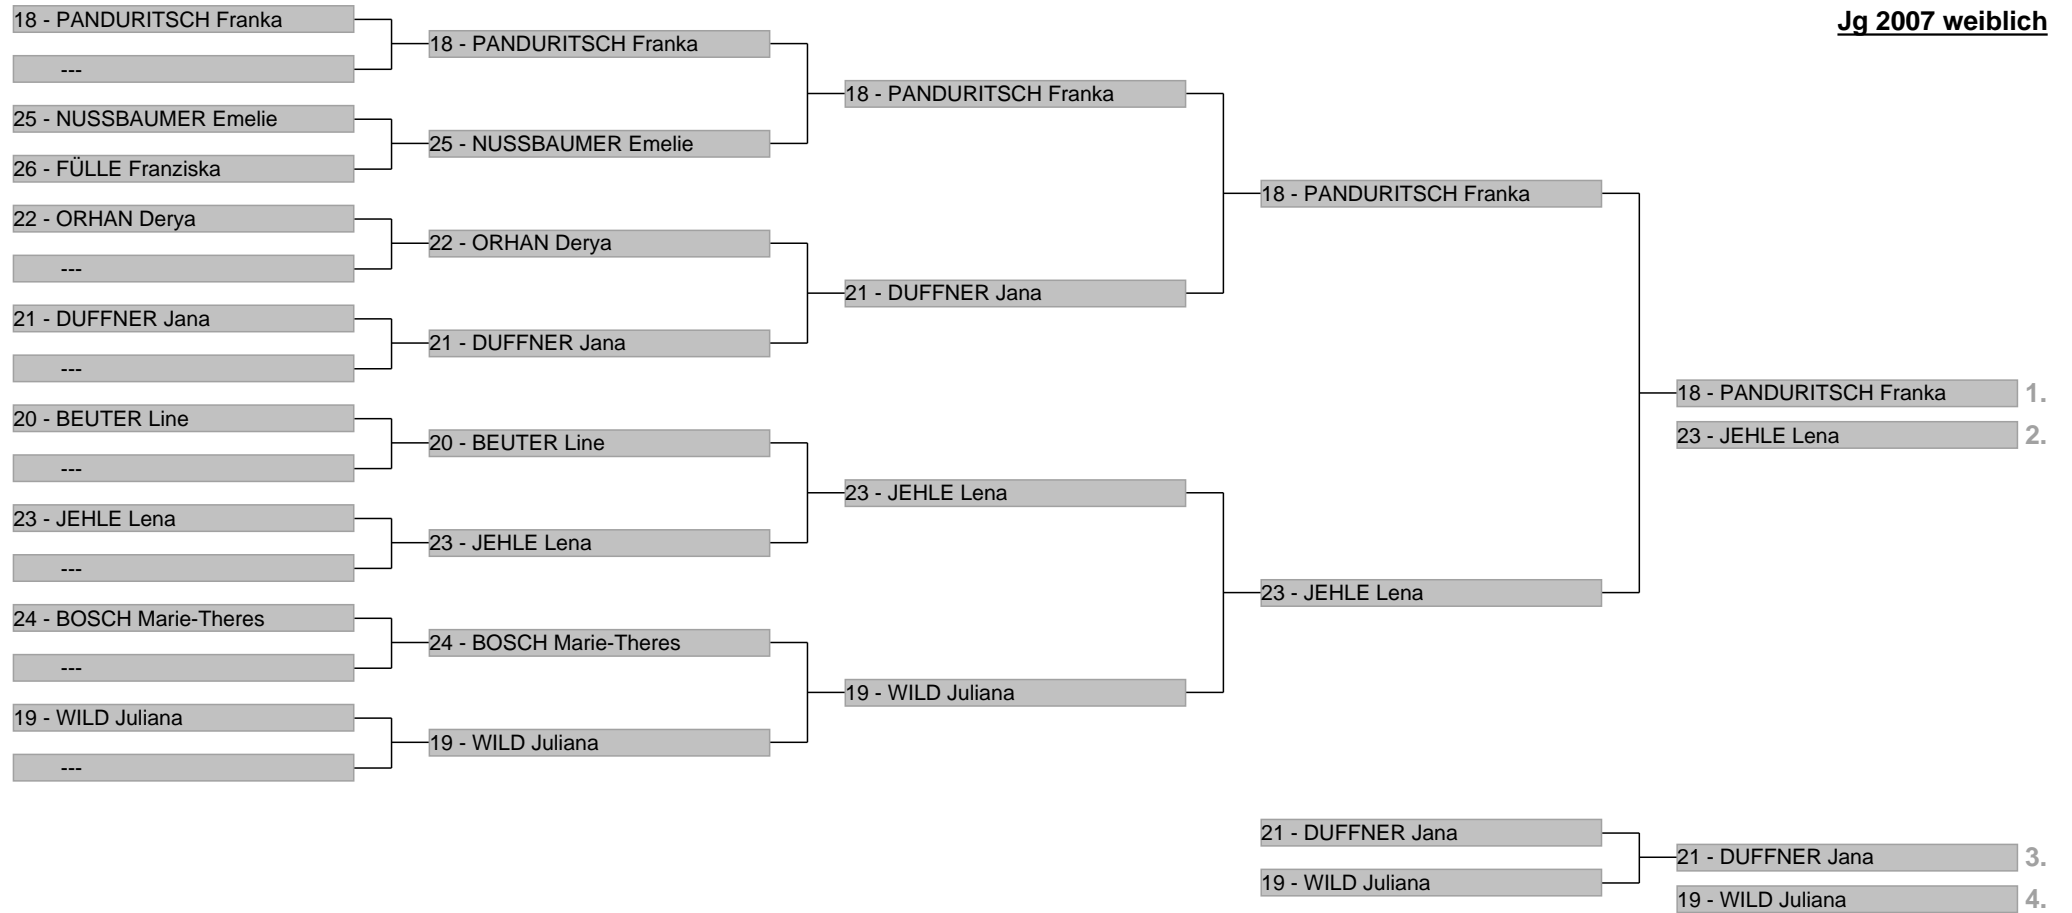 Jg 2007 weiblich
18 - PANDURITSCH Franka
---
25 - NUSSBAUMER Emelie
26 - FÜLLE Franziska
22 - ORHAN Derya
---
21 - DUFFNER Jana
---
20 - BEUTER Line
---
23 - JEHLE Lena
---
24 - BOSCH Marie-Theres
---
19 - WILD Juliana
---
18 - PANDURITSCH Franka
25 - NUSSBAUMER Emelie
22 - ORHAN Derya
21 - DUFFNER Jana
20 - BEUTER Line
23 - JEHLE Lena
24 - BOSCH Marie-Theres
19 - WILD Juliana
18 - PANDURITSCH Franka
21 - DUFFNER Jana
23 - JEHLE Lena
19 - WILD Juliana
18 - PANDURITSCH Franka
23 - JEHLE Lena
18 - PANDURITSCH Franka 1.
23 - JEHLE Lena 2.
21 - DUFFNER Jana
19 - WILD Juliana
21 - DUFFNER Jana 3.
19 - WILD Juliana 4.